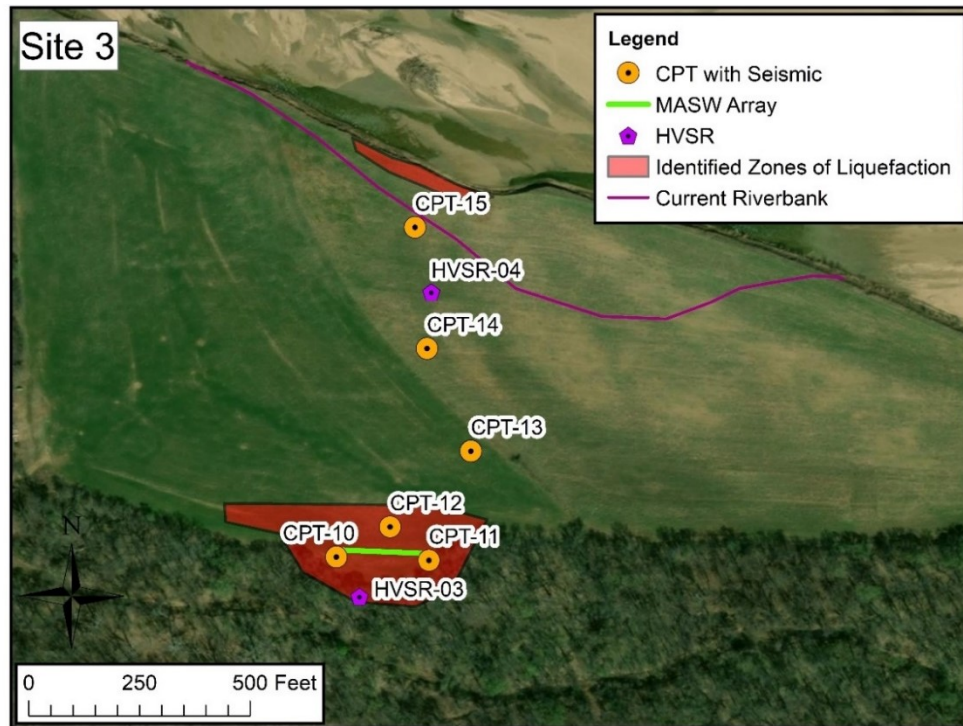 Site 3
Legend
CPT with Seismic
MASW Array
HVSR
Identified Zones of Liquefaction
Current Riverbank
CPT-15
HVSR-04
CPT-14
CPT-13
CPT-12
CPT-10
CPT-11
HVSR-03
N
0 250 500 Feet